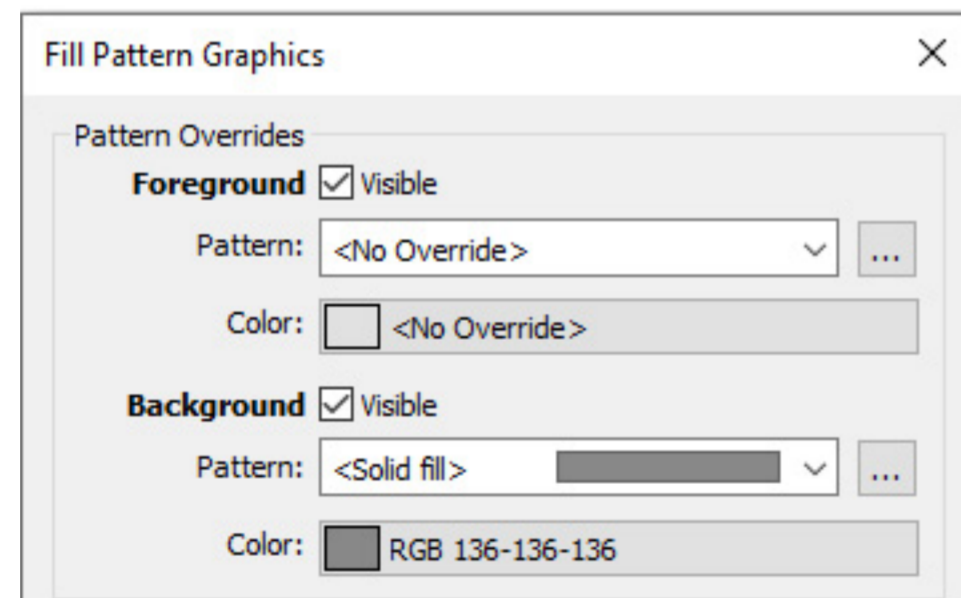 Fill Pattern Graphics
Pattern Overrides
Foreground Visible
Pattern: <No Override> ...
Color: <No Override>
Background Visible
Pattern: <Solid fill> ...
Color: RGB 136-136-136